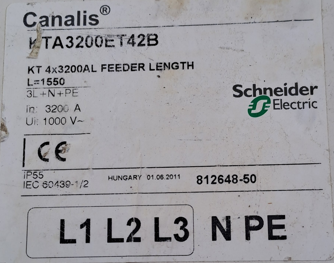 Canalis®
KTA3200ET42B
KT 4x3200AL FEEDER LENGTH
L=1550
3L+N+PE
In: 3200 A
Ui: 1000 V~
Schneider
Electric
CE
IP55
IEC 60439-1/2
HUNGARY 01.06.2011
812648-50
L1 L2 L3 N PE